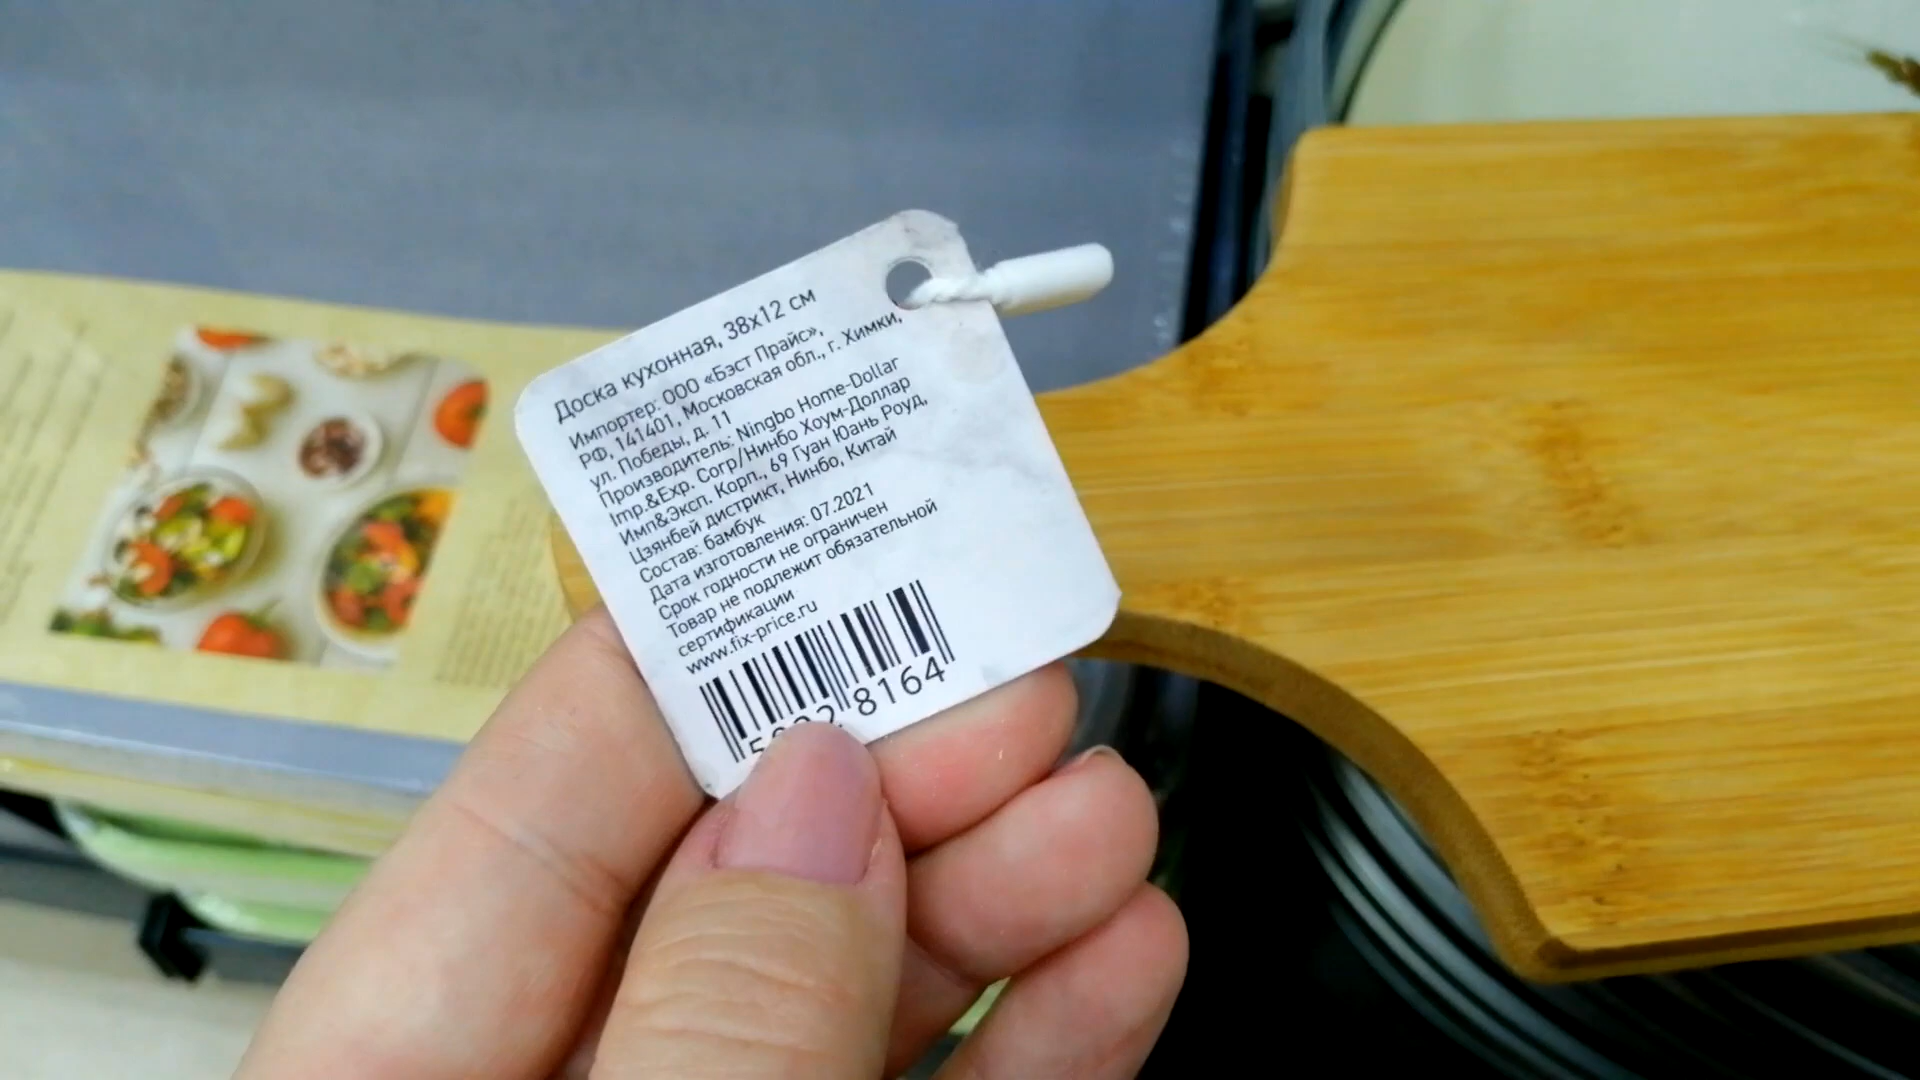 Доска кухонная, 38х12 см
Импортер: ООО «Бэст Прайс»,
РФ, 141401, Московская обл., г. Химки,
ул. Победы, д. 11
Производитель: Ningbo Home-Dollar
Imp.&Exp. Corp/Нинбо Хоум-Доллар
Имп&Эксп. Корп., 69 Гуан Юань Роуд,
Цзянбей дистрикт, Нинбо, Китай
Состав: бамбук
Дата изготовления: 07.2021
Срок годности не ограничен
Товар не подлежит обязательной
сертификации
www.fix-price.ru
8164